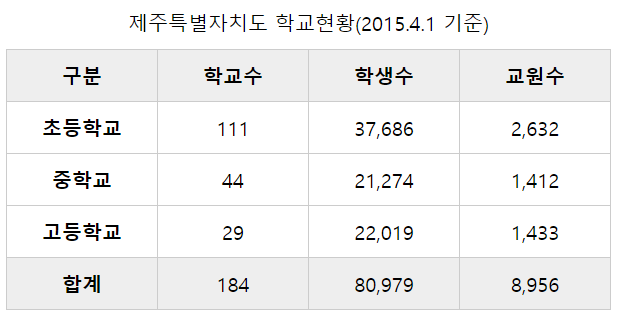 제주특별자치도 학교현황(2015.4.1 기준)
구분 학교수 학생수 교원수
초등학교 111 37,686 2,632
중학교 44 21,274 1,412
고등학교 29 22,019 1,433
합계 184 80,979 8,956